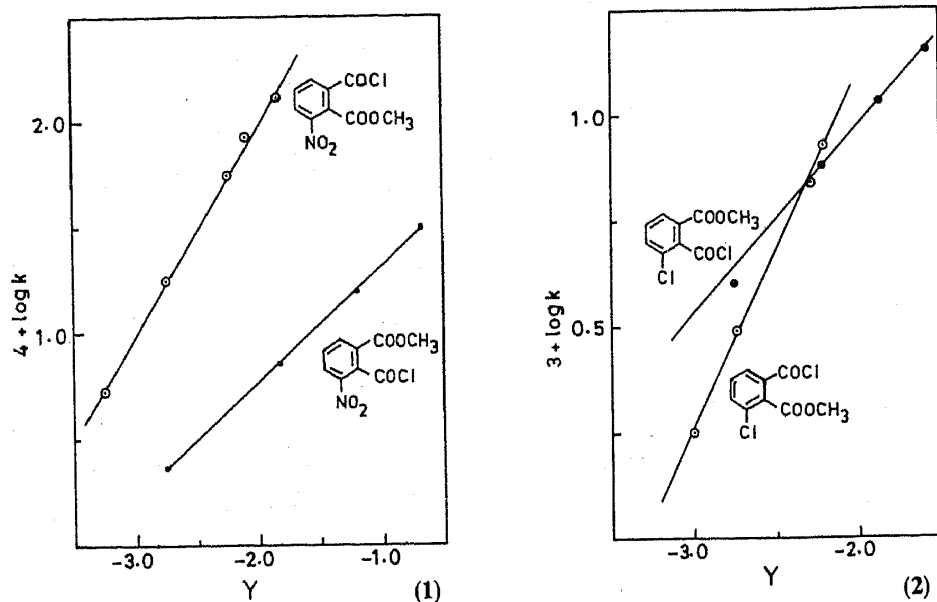 4 + log k
2.0
1.0
-3.0
-2.0
-1.0
Y
(1)
COCl
COOCH3
NO2
COOCH3
COCl
NO2
3 + log k
1.0
0.5
-3.0
-2.0
Y
(2)
COOCH3
COCl
Cl
COCl
COOCH3
Cl